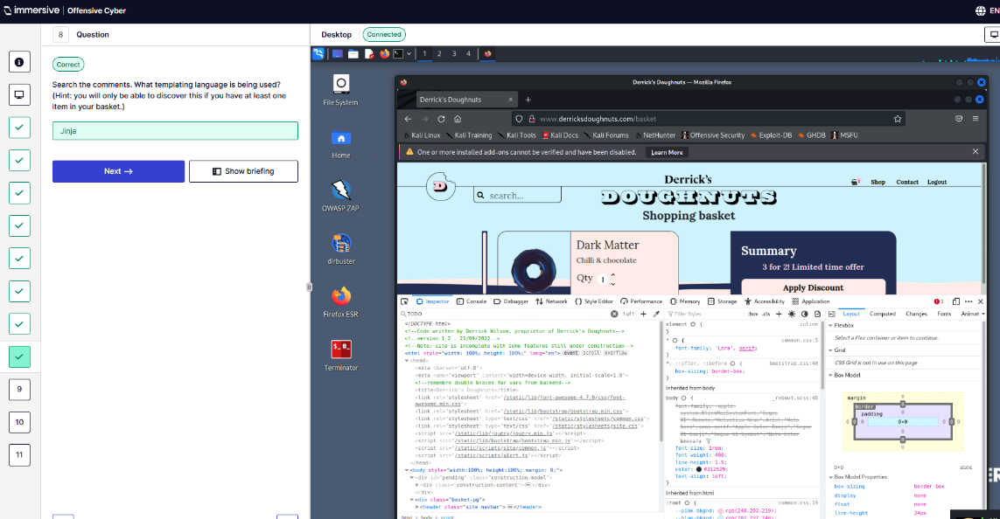 immersive | Offensive Cyber
EN
8 Question
Correct
Search the comments. What templating language is being used?
(Hint: you will only be able to discover this if you have at least one
item in your basket.)
Jinja
Next →
Show briefing
9
10
11
Desktop Connected
1 2 3 4
File System
Home
OWASP ZAP
dirbuster
Firefox ESR
Terminator
Derrick's Doughnuts — Mozilla Firefox
Derrick's Doughnuts × +
www.derricksdoughnuts.com/basket
Kali Linux Kali Training Kali Tools Kali Docs Kali Forums NetHunter Offensive Security Exploit-DB GHDB MSFU
One or more installed add-ons cannot be verified and have been disabled. Learn More
D
search...
Derrick's
DOUGHNUTS
Shopping basket
1 Shop Contact Logout
Dark Matter
Chilli & chocolate
Qty 1
Summary
3 for 2! Limited time offer
Apply Discount
Inspector Console Debugger Network Style Editor Performance Memory Storage Accessibility Application 1
TODO 1 of 1
<!DOCTYPE html>
<!--Code written by Derrick Wilson, proprietor of Derrick's Doughnuts-->
<!--version 1.2 - 21/09/2022-->
<!--Note: site is incomplete with some features still under construction-->
<html style="width: 100%; height: 100%;" lang="en"> event scroll overflow
<head>
<meta charset="utf-8">
<meta name="viewport" content="width=device-width, initial-scale=1.0">
<!--remember double braces for vars from backend-->
<title>Derrick's Doughnuts</title>
<link rel="stylesheet" href="/static/lib/font-awesome-4.7.0/css/font-
awesome.min.css">
<link rel="stylesheet" href="/static/lib/bootstrap/bootstrap.min.css">
<link rel="stylesheet" type="text/css" href="/static/stylesheets/common.css">
<link rel="stylesheet" type="text/css" href="/static/stylesheets/site.css">
<script src="/static/lib/jquery/jquery.min.js"></script>
<script src="/static/lib/bootstrap/bootstrap.min.js"></script>
<script src="/static/scripts/site/common.js"></script>
<script src="/static/scripts/alert.js"></script>
</head>
<body style="width:100%; height:100%; margin: 0;">
<div id="pending" class="construction-modal">
<div class="construction-content"> </div>
</div>
<div class="basket-pg">
<header class="site-navbar"> </header>
html > body > script
Filter Styles :hov .cls +
element { inline
}
* { common.css:3
font-family: 'Lora', serif;
}
*, ::after, ::before { bootstrap.css:40
box-sizing: border-box;
}
Inherited from body
body { _reboot.scss:46
font-family: -apple-
system,BlinkMacSystemFont,"Segoe
UI",Roboto,"Helvetica Neue",Arial,"Noto
Sans",sans-serif,"Apple Color Emoji","Segoe
UI Emoji","Segoe UI Symbol","Noto Color
Emoji";
font-size: 1rem;
font-weight: 400;
line-height: 1.5;
color: #212529;
text-align: left;
}
Inherited from html
:root { common.css:19
--pink-bkgnd: rgb(240,202,219);
Layout Computed Changes Fonts Animat
Flexbox
Select a Flex container or item to continue.
Grid
CSS Grid is not in use on this page
Box Model
margin 0
border 0
padding 0
0 0 0 0×0 0 0 0
0
0
0
0×0 static
Box Model Properties
box-sizing border-box
display none
float none
line-height 24px